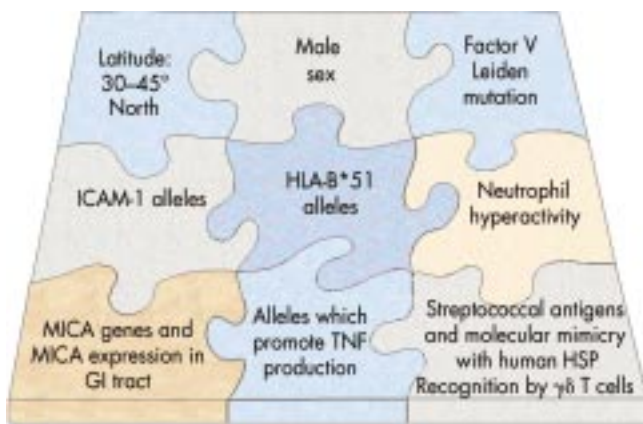 Latitude:
30–45°
North
Male
sex
Factor V
Leiden
mutation
ICAM-1 alleles
HLA-B*51
alleles
Neutrophil
hyperactivity
MICA genes and
MICA expression in
GI tract
Alleles which
promote TNF
production
Streptococcal antigens
and molecular mimicry
with human HSP
Recognition by γδ T cells